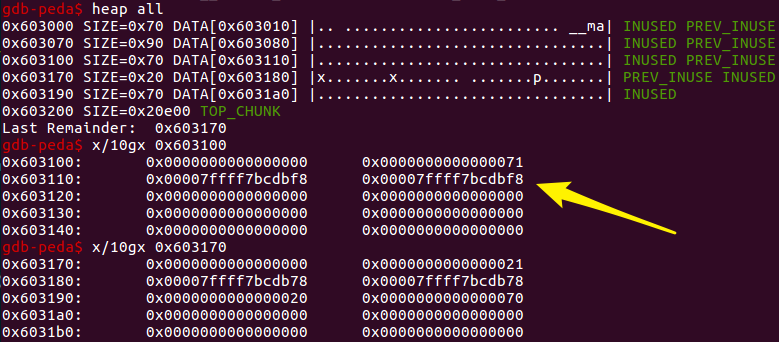 gdb-peda$ heap all
0x603000 SIZE=0x70 DATA[0x603010] |.. ........................ __ma| INUSED PREV_INUSE
0x603070 SIZE=0x90 DATA[0x603080] |................................| INUSED PREV_INUSE
0x603100 SIZE=0x70 DATA[0x603110] |................................| INUSED PREV_INUSE
0x603170 SIZE=0x20 DATA[0x603180] |x.......x....... .......p.......| PREV_INUSE INUSED
0x603190 SIZE=0x70 DATA[0x6031a0] |................................| INUSED
0x603200 SIZE=0x20e00 TOP_CHUNK
Last Remainder:  0x603170
gdb-peda$ x/10gx 0x603100
0x603100:	0x0000000000000000	0x0000000000000071
0x603110:	0x00007ffff7bcdbf8	0x00007ffff7bcdbf8
0x603120:	0x0000000000000000	0x0000000000000000
0x603130:	0x0000000000000000	0x0000000000000000
0x603140:	0x0000000000000000	0x0000000000000000
gdb-peda$ x/10gx 0x603170
0x603170:	0x0000000000000000	0x0000000000000021
0x603180:	0x00007ffff7bcdb78	0x00007ffff7bcdb78
0x603190:	0x0000000000000020	0x0000000000000070
0x6031a0:	0x0000000000000000	0x0000000000000000
0x6031b0:	0x0000000000000000	0x0000000000000000